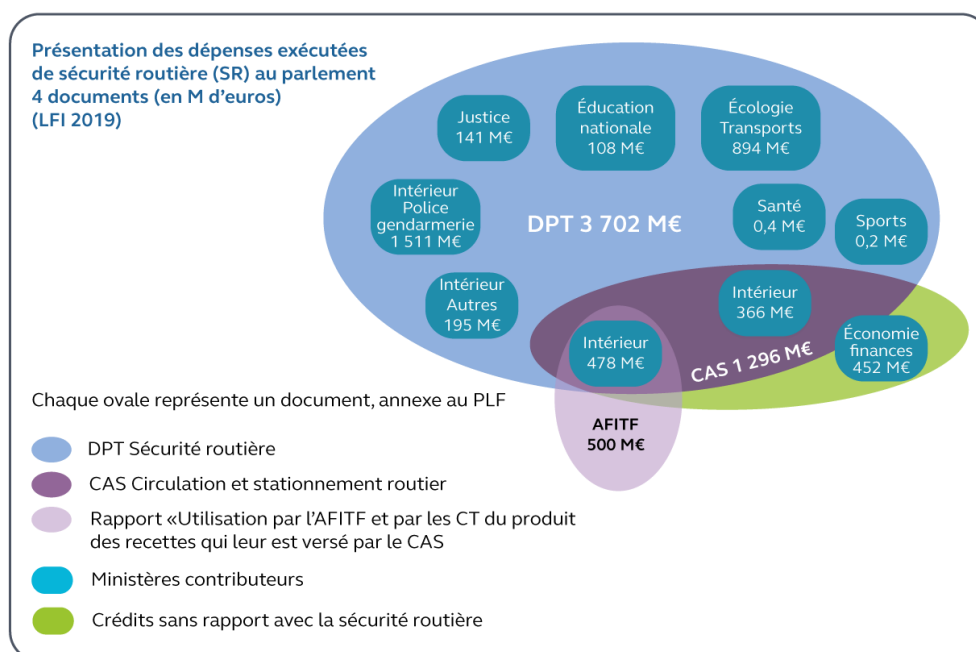 Présentation des dépenses exécutées
de sécurité routière (SR) au parlement
4 documents (en M d'euros)
(LFI 2019)
Justice
141 M€
Éducation
nationale
108 M€
Écologie
Transports
894 M€
Intérieur
Police
gendarmerie
1 511 M€
DPT 3 702 M€
Santé
0,4 M€
Sports
0,2 M€
Intérieur
Autres
195 M€
Intérieur
366 M€
Intérieur
478 M€
CAS 1 296 M€
Économie
finances
452 M€
AFITF
500 M€
Chaque ovale représente un document, annexe au PLF
DPT Sécurité routière
CAS Circulation et stationnement routier
Rapport «Utilisation par l'AFITF et par les CT du produit
des recettes qui leur est versé par le CAS
Ministères contributeurs
Crédits sans rapport avec la sécurité routière